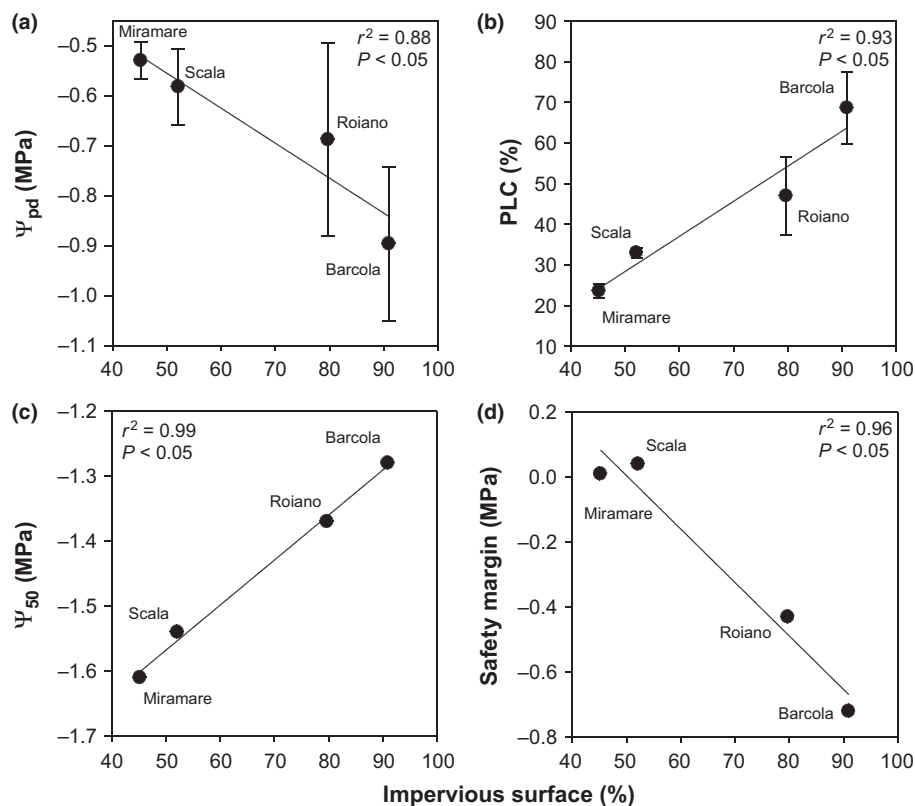 (a)
Miramare
Scala
Roiano
Barcola
r² = 0.88
P < 0.05
Ψpd (MPa)
–0.5
–0.6
–0.7
–0.8
–0.9
–1.0
–1.1
40 50 60 70 80 90 100
(b)
r² = 0.93
P < 0.05
Barcola
Roiano
Scala
Miramare
PLC (%)
90
80
70
60
50
40
30
20
10
40 50 60 70 80 90 100
(c)
r² = 0.99
P < 0.05
Barcola
Roiano
Scala
Miramare
Ψ50 (MPa)
–1.2
–1.3
–1.4
–1.5
–1.6
–1.7
40 50 60 70 80 90 100
(d)
r² = 0.96
P < 0.05
Scala
Miramare
Roiano
Barcola
Safety margin (MPa)
0.2
0.0
–0.2
–0.4
–0.6
–0.8
40 50 60 70 80 90 100
Impervious surface (%)